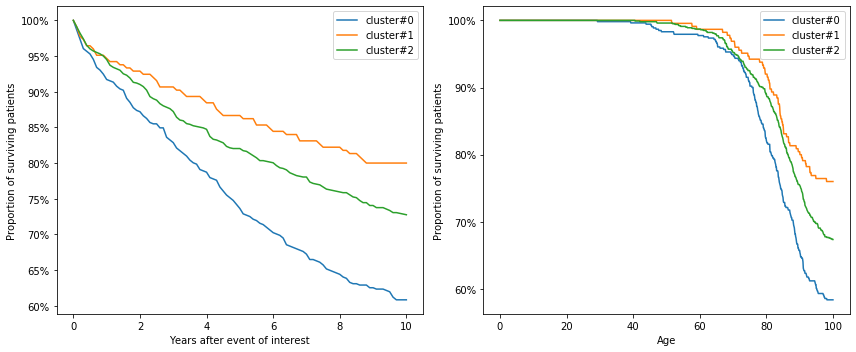 100%
95%
90%
85%
80%
75%
70%
65%
60%
Proportion of surviving patients
0
2
4
6
8
10
Years after event of interest
cluster#0
cluster#1
cluster#2
100%
90%
80%
70%
60%
Proportion of surviving patients
0
20
40
60
80
100
Age
cluster#0
cluster#1
cluster#2